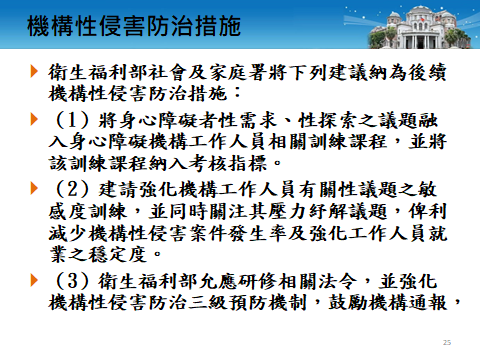 機構性侵害防治措施
衛生福利部社會及家庭署將下列建議納為後續
機構性侵害防治措施：
（1）將身心障礙者性需求、性探索之議題融
入身心障礙機構工作人員相關訓練課程，並將
該訓練課程納入考核指標。
（2）建請強化機構工作人員有關性議題之敏
感度訓練，並同時關注其壓力紓解議題，俾利
減少機構性侵害案件發生率及強化工作人員就
業之穩定度。
（3）衛生福利部允應研修相關法令，並強化
機構性侵害防治三級預防機制，鼓勵機構通報，
25